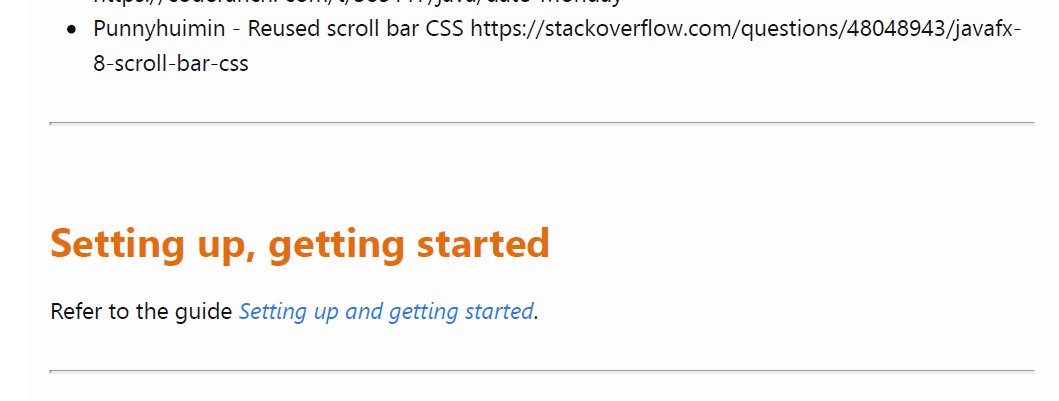 Punnyhuimin - Reused scroll bar CSS https://stackoverflow.com/questions/48048943/javafx-
8-scroll-bar-css
Setting up, getting started
Refer to the guide Setting up and getting started.